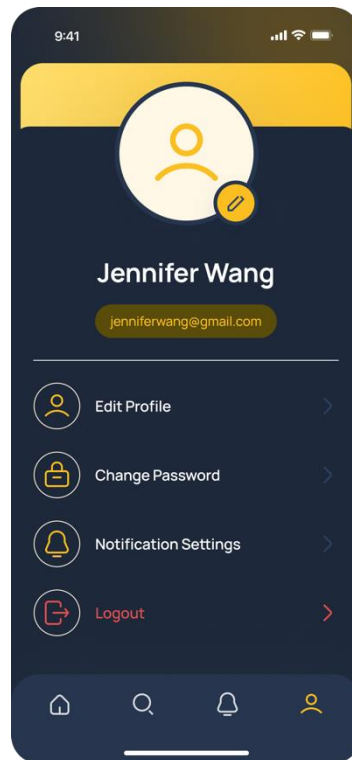 9:41
Jennifer Wang
jenniferwang@gmail.com
Edit Profile
Change Password
Notification Settings
Logout